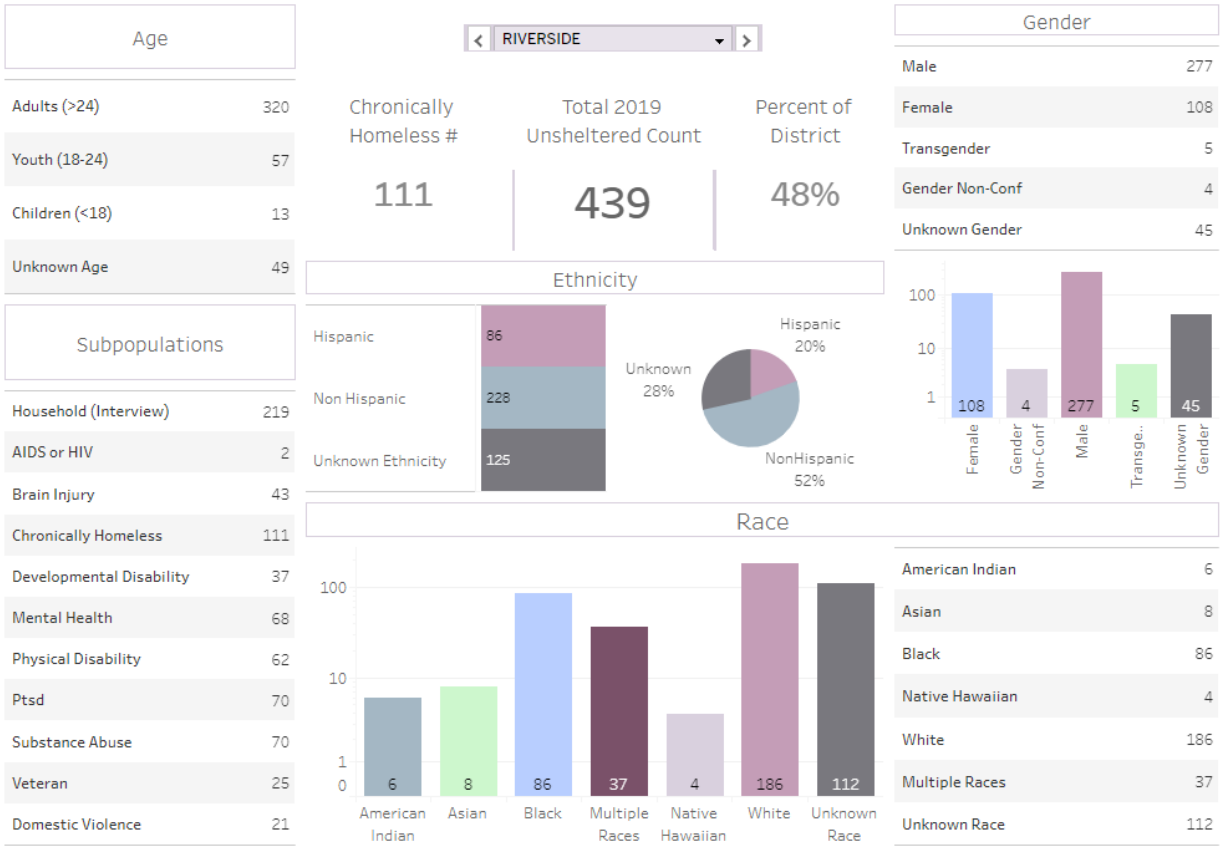 Age
Adults (>24) 320
Youth (18-24) 57
Children (<18) 13
Unknown Age 49
Subpopulations
Household (Interview) 219
AIDS or HIV 2
Brain Injury 43
Chronically Homeless 111
Developmental Disability 37
Mental Health 68
Physical Disability 62
Ptsd 70
Substance Abuse 70
Veteran 25
Domestic Violence 21
RIVERSIDE
Chronically
Homeless #
111
Total 2019
Unsheltered Count
439
Percent of
District
48%
Ethnicity
Hispanic 86
Non Hispanic 228
Unknown Ethnicity 125
Hispanic
20%
Unknown
28%
NonHispanic
52%
Gender
Male 277
Female 108
Transgender 5
Gender Non-Conf 4
Unknown Gender 45
100
10
1
108 4 277 5 45
Female
Gender
Non-Conf
Male
Transge..
Unknown
Gender
Race
100
10
1
0
6 8 86 37 4 186 112
American
Indian
Asian
Black
Multiple
Races
Native
Hawaiian
White
Unknown
Race
American Indian 6
Asian 8
Black 86
Native Hawaiian 4
White 186
Multiple Races 37
Unknown Race 112